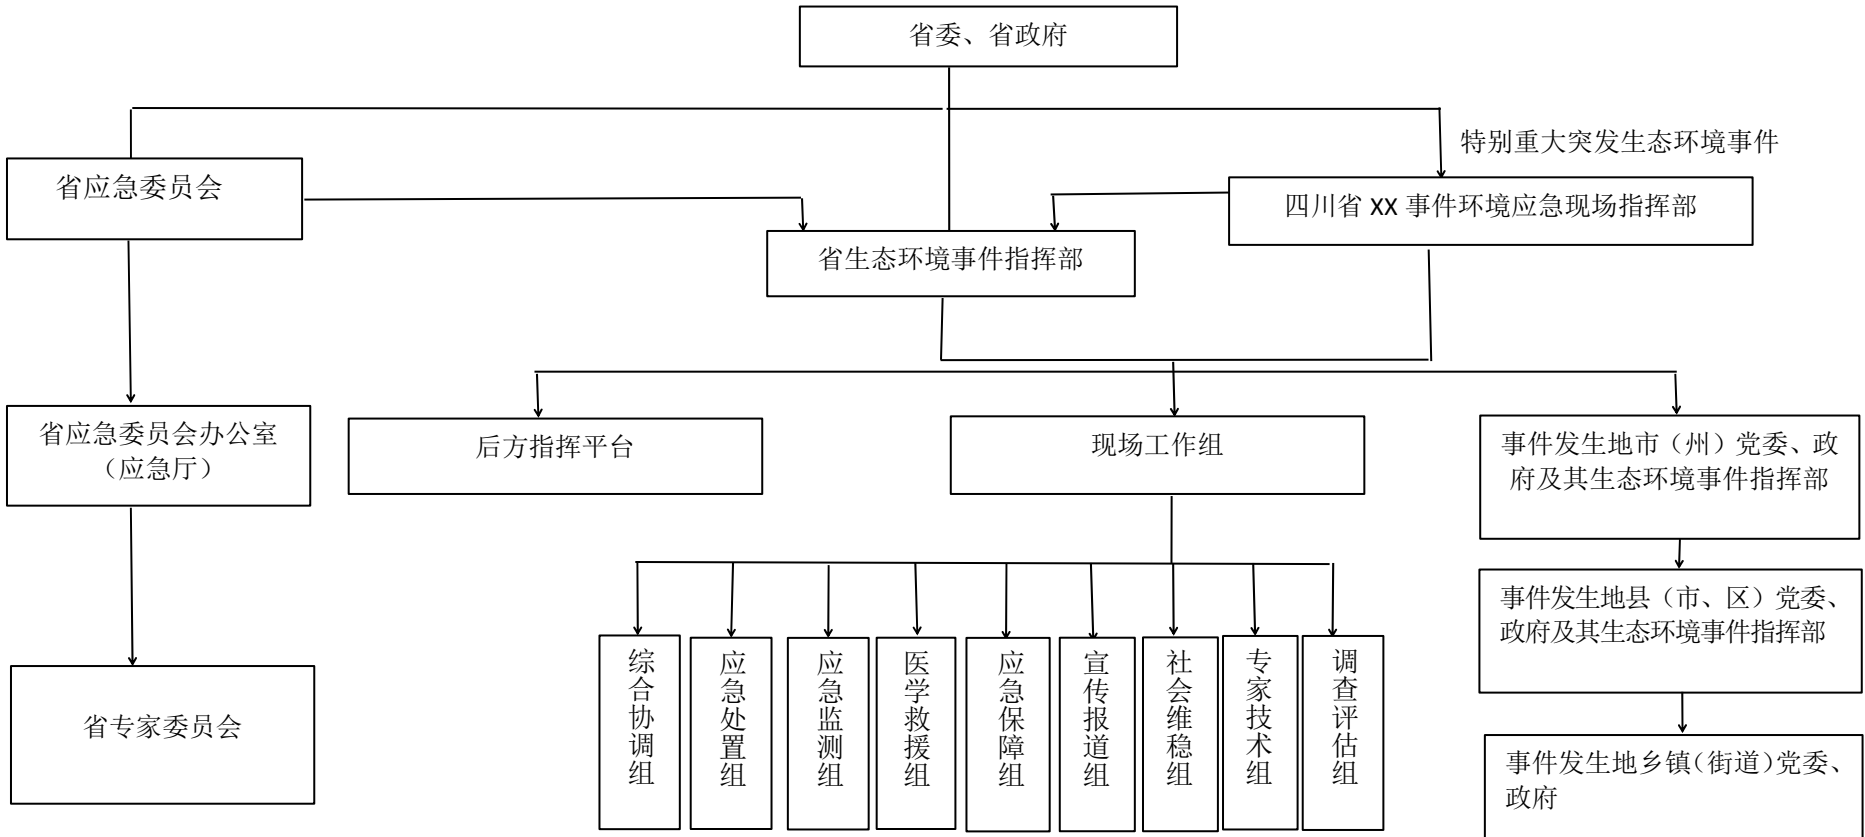 省委、省政府
特别重大突发生态环境事件
省应急委员会
四川省 XX 事件环境应急现场指挥部
省生态环境事件指挥部
省应急委员会办公室
（应急厅）
后方指挥平台
现场工作组
事件发生地市（州）党委、政
府及其生态环境事件指挥部
事件发生地县（市、区）党委、
政府及其生态环境事件指挥部
省专家委员会
综合协调组
应急处置组
应急监测组
医学救援组
应急保障组
宣传报道组
社会维稳组
专家技术组
调查评估组
事件发生地乡镇（街道）党委、
政府